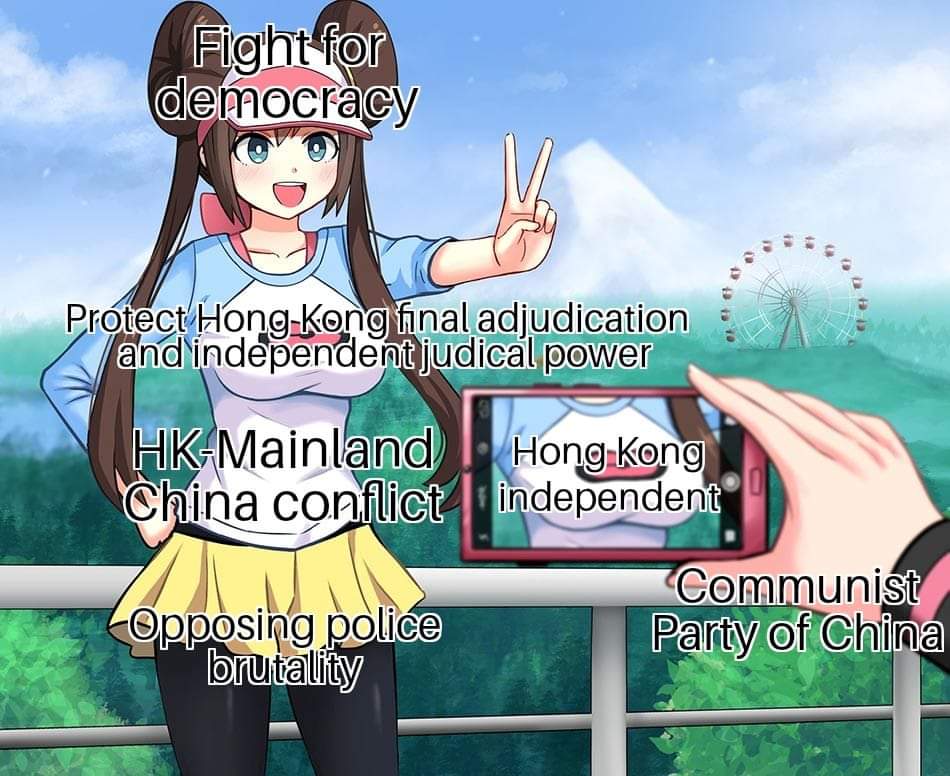 Fight for
democracy
Protect Hong Kong final adjudication
and independent judical power
HK-Mainland
China conflict
Hong Kong
independent
Communist
Party of China
Opposing police
brutality